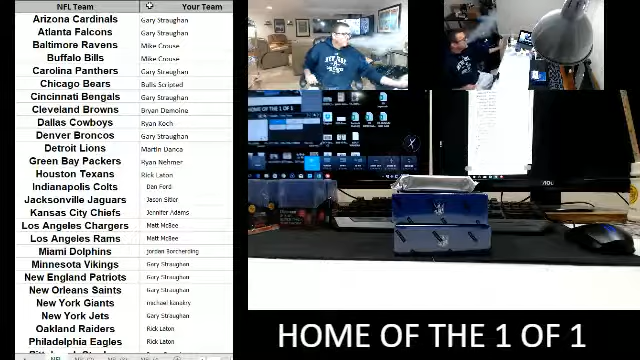 NFL Team Your Team
Arizona Cardinals Gary Straughan
Atlanta Falcons Gary Straughan
Baltimore Ravens Mike Crouse
Buffalo Bills Mike Crouse
Carolina Panthers Gary Straughan
Chicago Bears Bulls Scripted
Cincinnati Bengals Gary Straughan
Cleveland Browns Bryan Demoine
Dallas Cowboys Ryan Koch
Denver Broncos Gary Straughan
Detroit Lions Martin Danca
Green Bay Packers Ryan Nehmer
Houston Texans Rick Laton
Indianapolis Colts Dan Ford
Jacksonville Jaguars Jason Sitler
Kansas City Chiefs Jennifer Adams
Los Angeles Chargers Matt McBee
Los Angeles Rams Matt McBee
Miami Dolphins jordan Borcherding
Minnesota Vikings Gary Straughan
New England Patriots Gary Straughan
New Orleans Saints Gary Straughan
New York Giants michael kanakry
New York Jets Gary Straughan
Oakland Raiders Rick Laton
Philadelphia Eagles Rick Laton
NFL
HOME OF THE 1 OF 1
AOC
HOME OF THE 1 OF 1